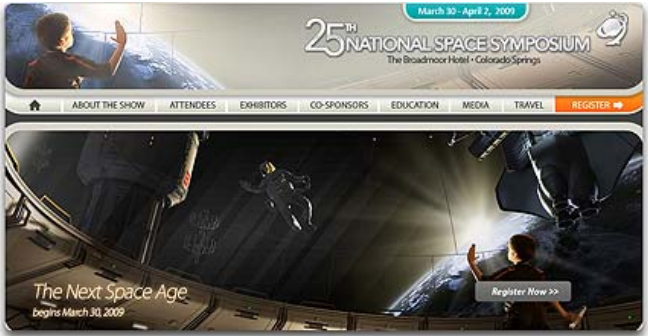 March 30 - April 2, 2009
25TH NATIONAL SPACE SYMPOSIUM
The Broadmoor Hotel • Colorado Springs
ABOUT THE SHOW ATTENDEES EXHIBITORS CO-SPONSORS EDUCATION MEDIA TRAVEL REGISTER
The Next Space Age
Register Now >>
begins March 30, 2009